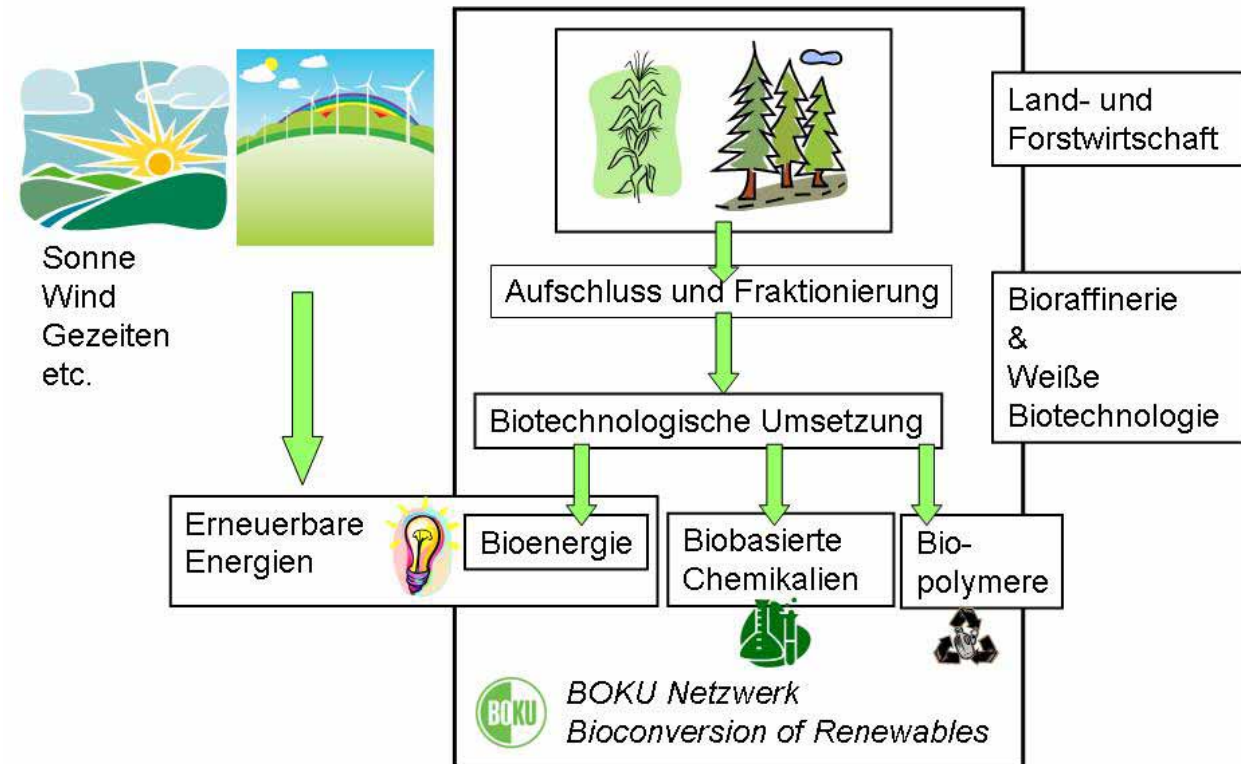 Land- und
Forstwirtschaft
Sonne
Wind
Gezeiten
etc.
Aufschluss und Fraktionierung
Bioraffinerie
&
Weiße
Biotechnologie
Biotechnologische Umsetzung
Erneuerbare
Energien
Bioenergie
Biobasierte
Chemikalien
Bio-
polymere
BOKU
BOKU Netzwerk
Bioconversion of Renewables